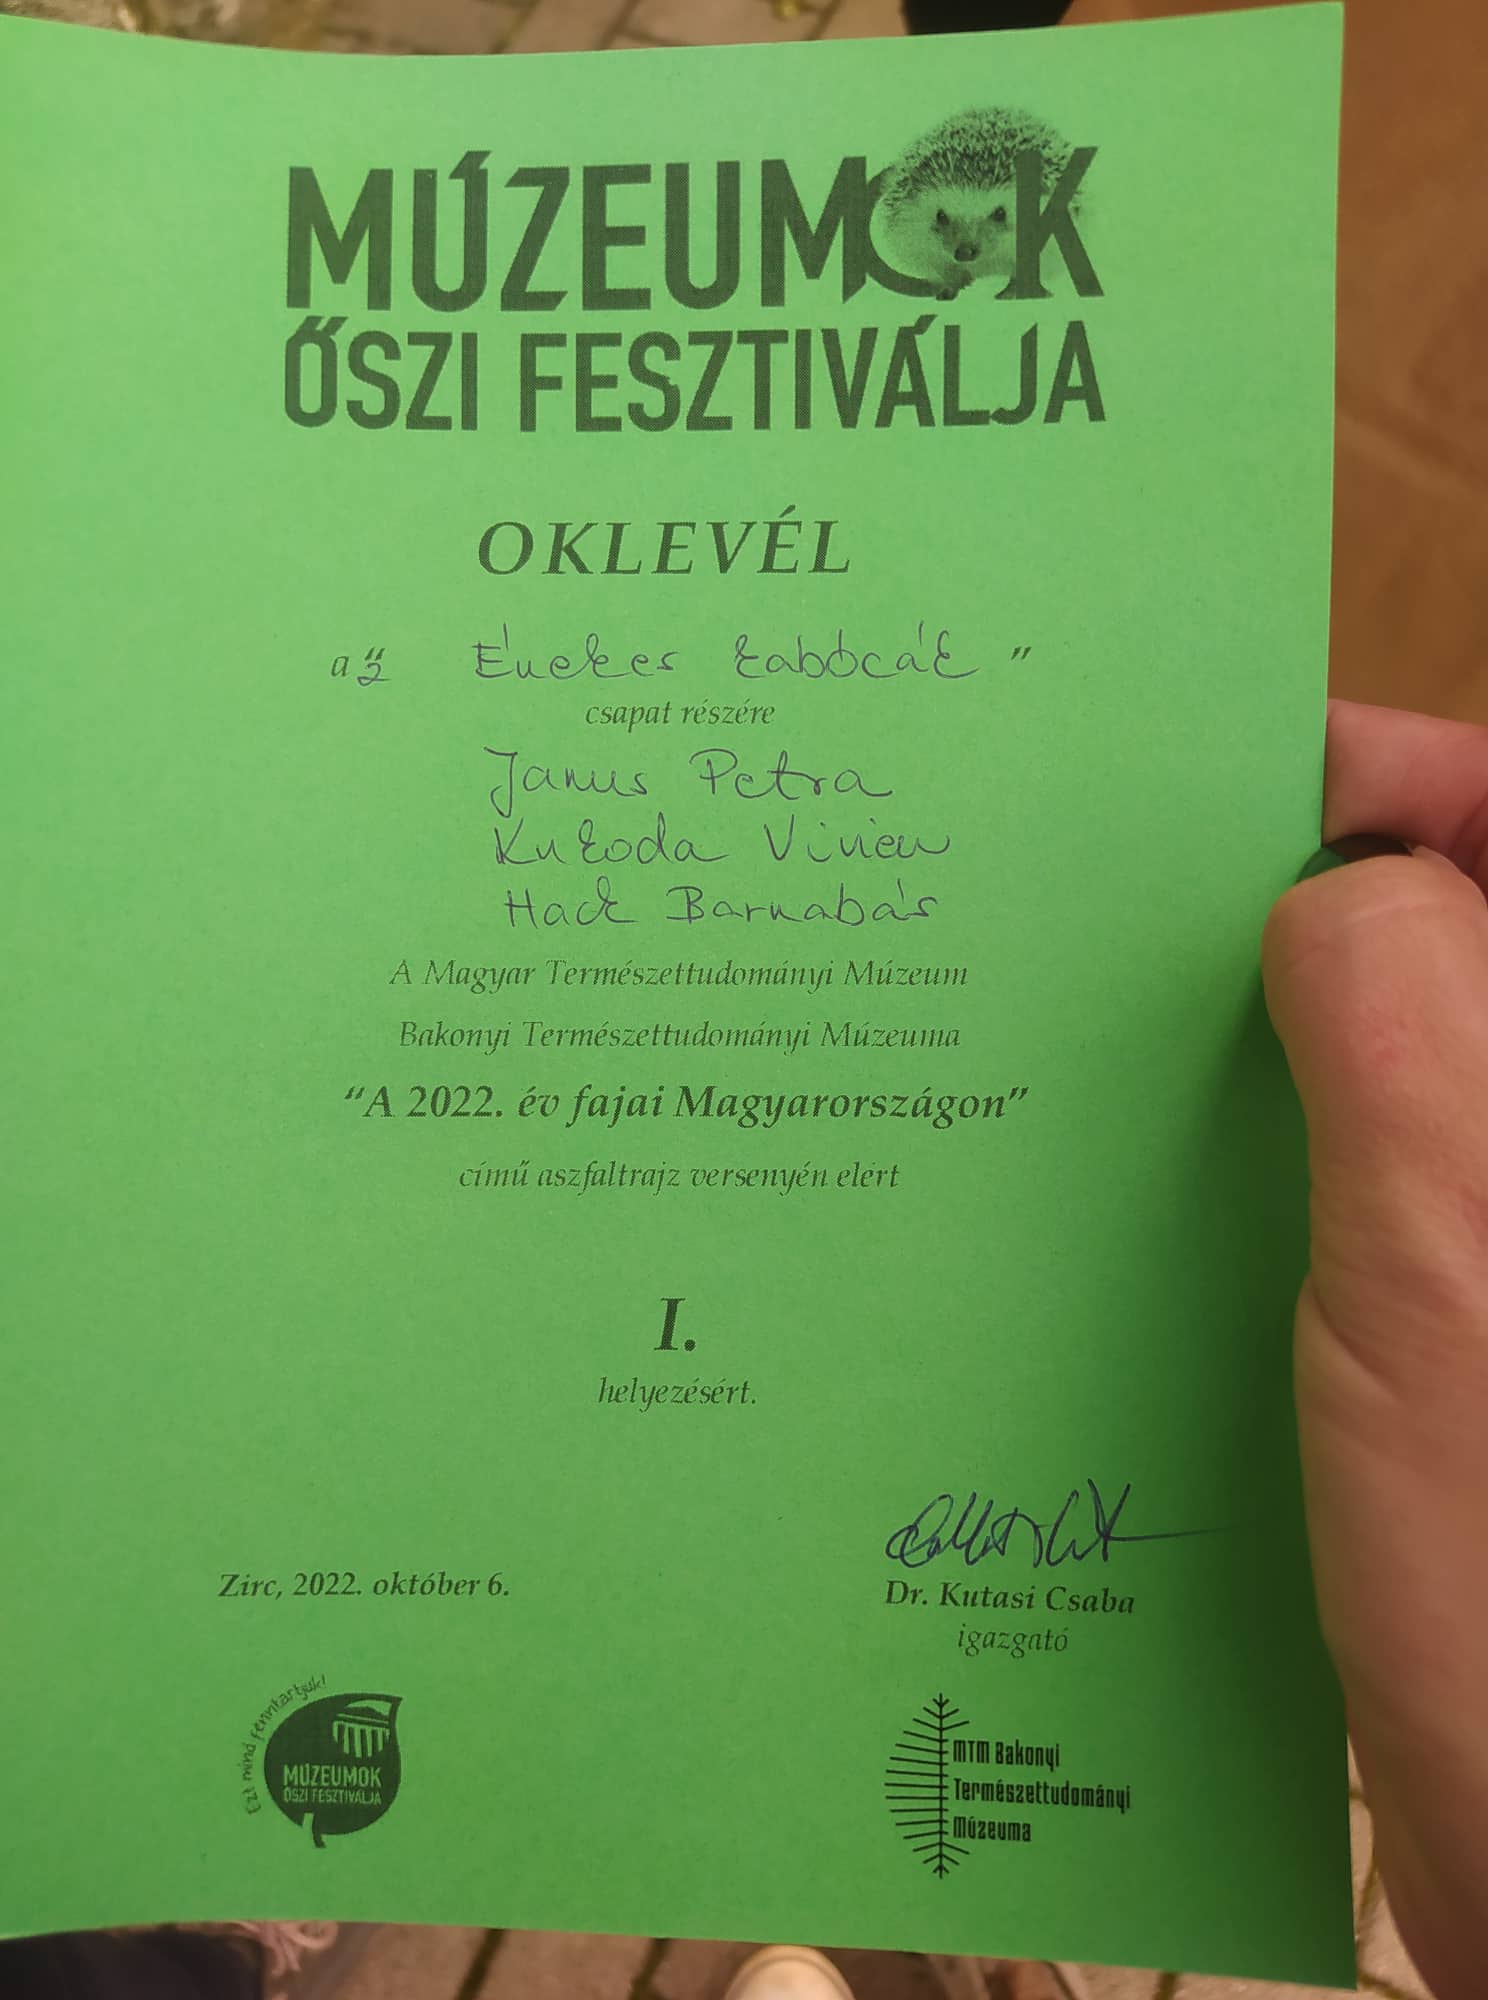 MÚZEUMOK
ŐSZI FESZTIVÁLJA
OKLEVÉL
az "Énekes kabócák"
csapat részére
Janus Petra
Kukoda Vivien
Hack Barnabás
A Magyar Természettudományi Múzeum
Bakonyi Természettudományi Múzeuma
“A 2022. év fajai Magyarországon”
című aszfaltrajz versenyén elért
I.
helyezésért.
Zirc, 2022. október 6.
Dr. Kutasi Csaba
igazgató
Ezt mind fenntartjuk!
MÚZEUMOK
ŐSZI FESZTIVÁLJA
MTM Bakonyi
Természettudományi
Múzeuma